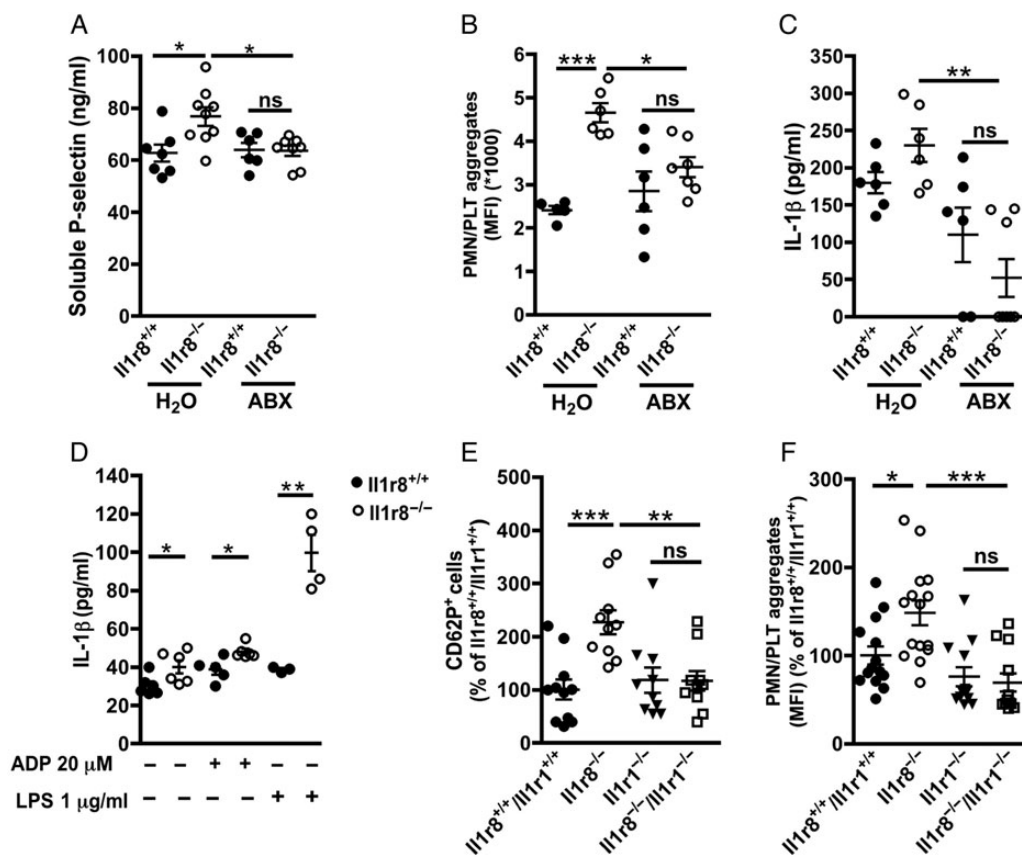 A
Soluble P-selectin (ng/ml)
100
80
60
40
20
0
*
*
ns
Il1r8+/+
Il1r8−/−
Il1r8+/+
Il1r8−/−
H2O
ABX
B
PMN/PLT aggregates
(MFI) (*1000)
6
5
4
3
2
1
***
*
ns
Il1r8+/+
Il1r8−/−
Il1r8+/+
Il1r8−/−
H2O
ABX
C
IL-1β (pg/ml)
350
300
250
200
150
100
50
0
**
ns
Il1r8+/+
Il1r8−/−
Il1r8+/+
Il1r8−/−
H2O
ABX
D
IL-1β (pg/ml)
140
120
100
80
60
40
20
0
*
*
**
Il1r8+/+
Il1r8−/−
ADP 20 μM − − + + − −
LPS 1 μg/ml − − − − + +
E
CD62P+ cells
(% of Il1r8+/+/Il1r1+/+)
500
400
300
200
100
0
***
**
ns
Il1r8+/+/Il1r1+/+
Il1r8−/−
Il1r1−/−
Il1r8−/−/Il1r1−/−
F
PMN/PLT aggregates
(MFI) (% of Il1r8+/+/Il1r1+/+)
300
200
100
0
*
***
ns
Il1r8+/+/Il1r1+/+
Il1r8−/−
Il1r1−/−
Il1r8−/−/Il1r1−/−